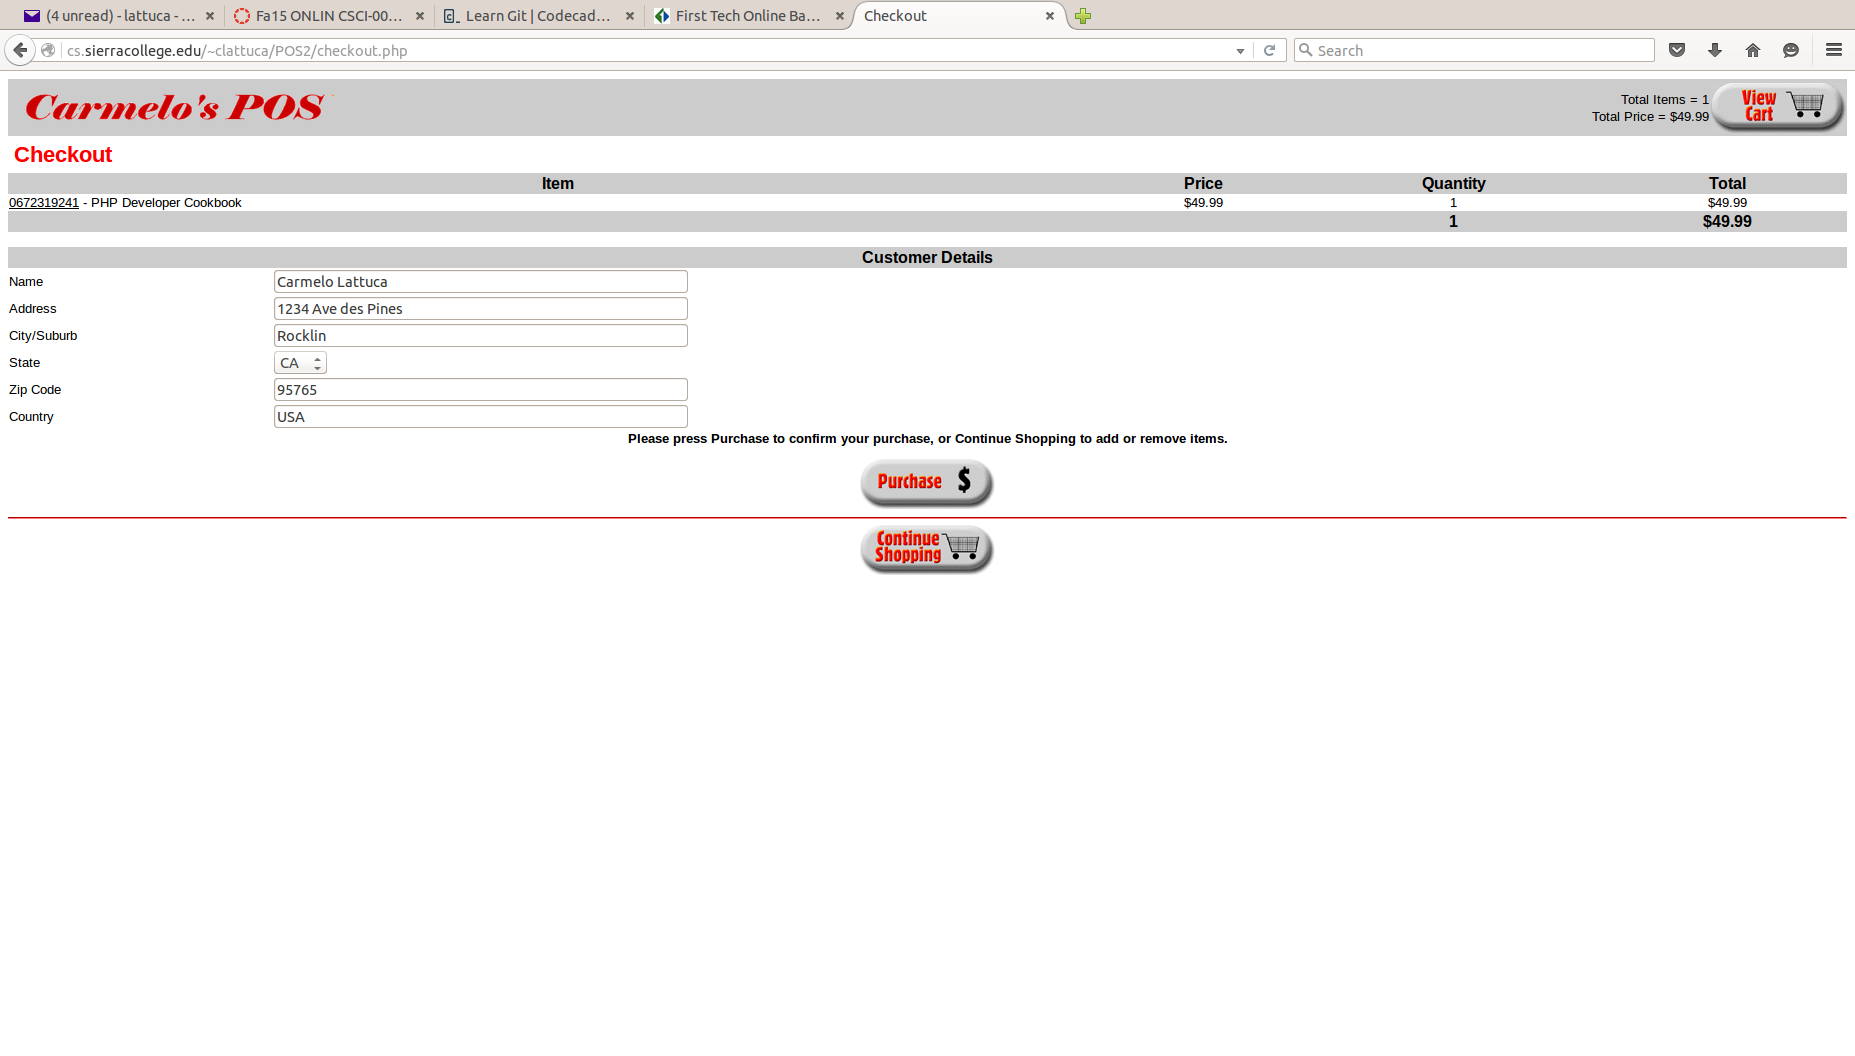 (4 unread) - lattuca - ...
Fa15 ONLIN CSCI-00...
Learn Git | Codecad...
First Tech Online Ba...
Checkout
cs.sierracollege.edu/~clattuca/POS2/checkout.php
Search
Carmelo's POS
Total Items = 1
Total Price = $49.99
View Cart
Checkout
Item Price Quantity Total
0672319241 - PHP Developer Cookbook $49.99 1 $49.99
1 $49.99
Customer Details
Name Carmelo Lattuca
Address 1234 Ave des Pines
City/Suburb Rocklin
State CA
Zip Code 95765
Country USA
Please press Purchase to confirm your purchase, or Continue Shopping to add or remove items.
Purchase $
Continue
Shopping